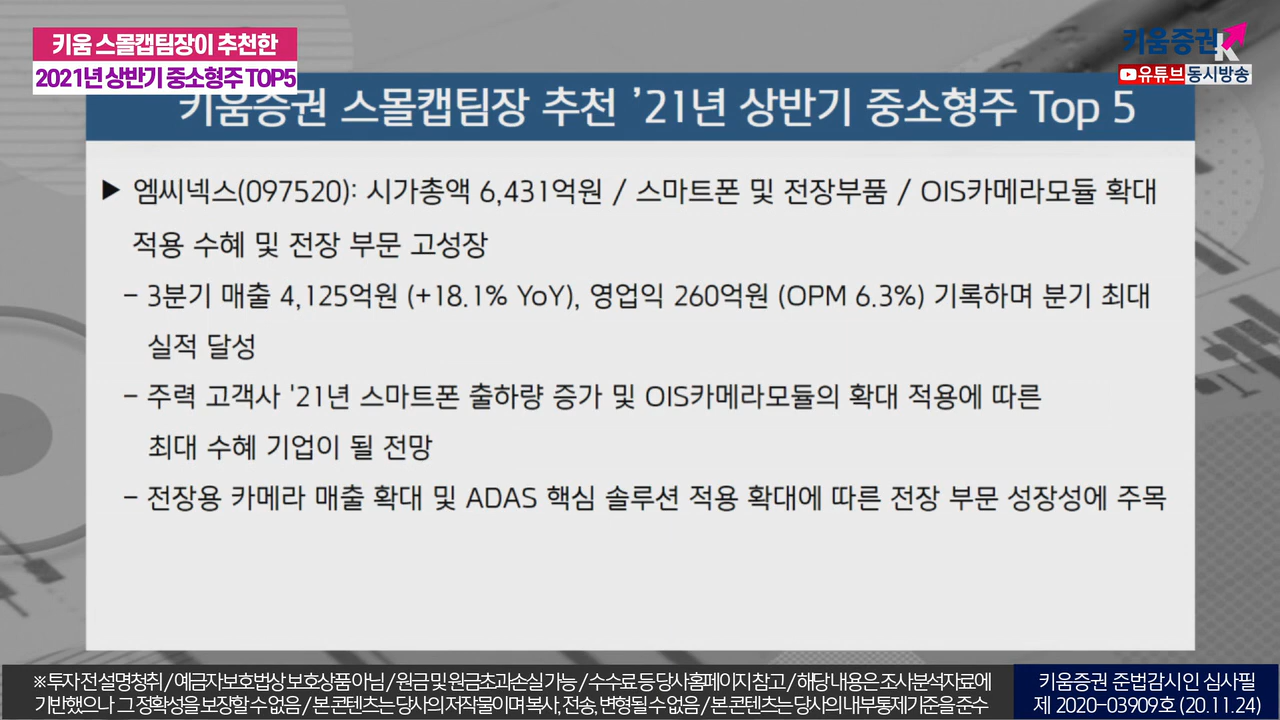 키움 스몰캡팀장이 추천한
2021년 상반기 중소형주 TOP5
키움증권
유튜브동시방송
키움증권 스몰캡팀장 추천 ’21년 상반기 중소형주 Top 5
▶ 엠씨넥스(097520): 시가총액 6,431억원 / 스마트폰 및 전장부품 / OIS카메라모듈 확대
적용 수혜 및 전장 부문 고성장
– 3분기 매출 4,125억원 (+18.1% YoY), 영업익 260억원 (OPM 6.3%) 기록하며 분기 최대
실적 달성
– 주력 고객사 '21년 스마트폰 출하량 증가 및 OIS카메라모듈의 확대 적용에 따른
최대 수혜 기업이 될 전망
– 전장용 카메라 매출 확대 및 ADAS 핵심 솔루션 적용 확대에 따른 전장 부문 성장성에 주목
※ 투자 전 설명청취 / 예금자보호법상 보호상품 아님 / 원금 및 원금초과손실 가능 / 수수료 등 당사홈페이지 참고 / 해당 내용은 조사분석자료에
기반했으나 그 정확성을 보장할 수 없음 / 본 콘텐츠는 당사의 저작물이며 복사, 전송, 변형될 수 없음 / 본 콘텐츠는 당사의 내부통제기준을 준수
키움증권 준법감시인 심사필
제 2020-03909호 (20.11.24)